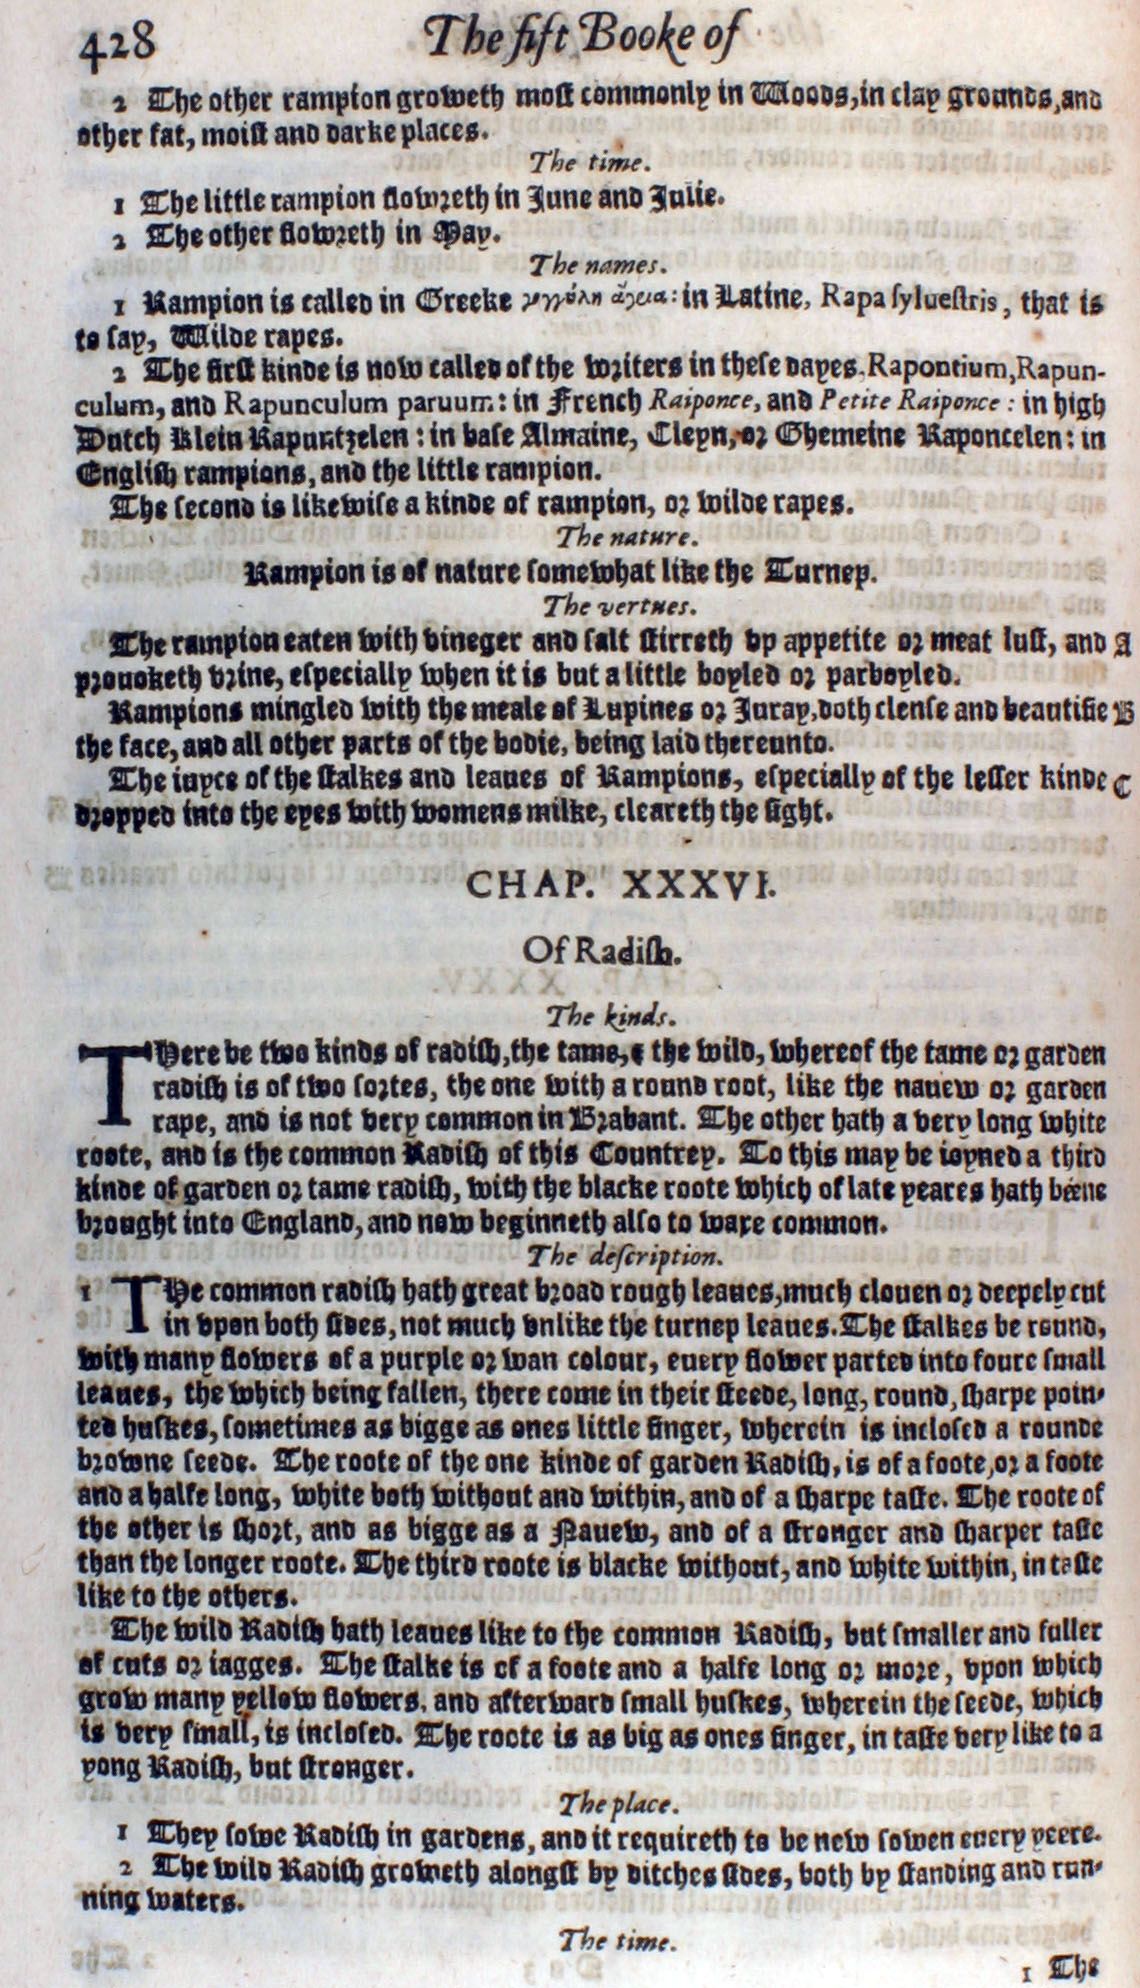 428 The fift Booke of
2 The other rampion groweth most commonly in Woods, in clay grounds, and
other fat, moist and darke places.
The time.
1 The little rampion flowreth in June and Julie.
2 The other flowreth in May.
The names.
1 Rampion is called in Greeke γογγύλη ἄγρια: in Latine, Rapa syluestris, that is
to say, Wilde rapes.
2 The first kinde is now called of the writers in these dayes, Rapontium, Rapun-
culum, and Rapunculum paruum: in French Raiponce, and Petite Raiponce: in high
Dutch Klein Rapuntzelen: in base Almaine, Cleyn, or Ghemeine Raponcelen: in
English rampions, and the little rampion.
The second is likewise a kinde of rampion, or wilde rapes.
The nature.
Rampion is of nature somewhat like the Turnep.
The vertues.
The rampion eaten with vineger and salt stirreth vp appetite or meat lust, and A
prouoketh vrine, especially when it is but a little boyled or parboyled.
Rampions mingled with the meale of Lupines or Juray, doth clense and beautifie B
the face, and all other parts of the bodie, being laid thereunto.
The iuyce of the stalkes and leaues of Rampions, especially of the lesser kinde C
dropped into the eyes with womens milke, cleareth the sight.
CHAP. XXXVI.
Of Radish.
The kinds.
THere be two kinds of radish, the tame, & the wild, whereof the tame or garden
radish is of two sortes, the one with a round root, like the nauew or garden
rape, and is not very common in Brabant. The other hath a very long white
roote, and is the common Radish of this Countrey. To this may be ioyned a third
kinde of garden or tame radish, with the blacke roote which of late yeares hath béene
brought into England, and now beginneth also to waxe common.
The description.
1 THe common radish hath great broad rough leaues, much clouen or deepely cut
in vpon both sides, not much vnlike the turnep leaues. The stalkes be round,
with many flowers of a purple or wan colour, euery flower parted into foure small
leaues, the which being fallen, there come in their steede, long, round, sharpe poin-
ted huskes, sometimes as bigge as ones little finger, wherein is inclosed a rounde
browne seede. The roote of the one kinde of garden Radish, is of a foote, or a foote
and a halfe long, white both without and within, and of a sharpe taste. The roote of
the other is short, and as bigge as a Nauew, and of a stronger and sharper taste
than the longer roote. The third roote is blacke without, and white within, in taste
like to the others.
The wild Radish hath leaues like to the common Radish, but smaller and fuller
of cuts or iagges. The stalke is of a foote and a halfe long or more, vpon which
grow many yellow flowers, and afterward small huskes, wherein the seede, which
is very small, is inclosed. The roote is as big as ones finger, in taste very like to a
yong Radish, but stronger.
The place.
1 They sowe Radish in gardens, and it requireth to be new sowen euery yeere.
2 The wild Radish groweth alongst by ditches sides, both by standing and run-
ning waters.
The time.
1 The